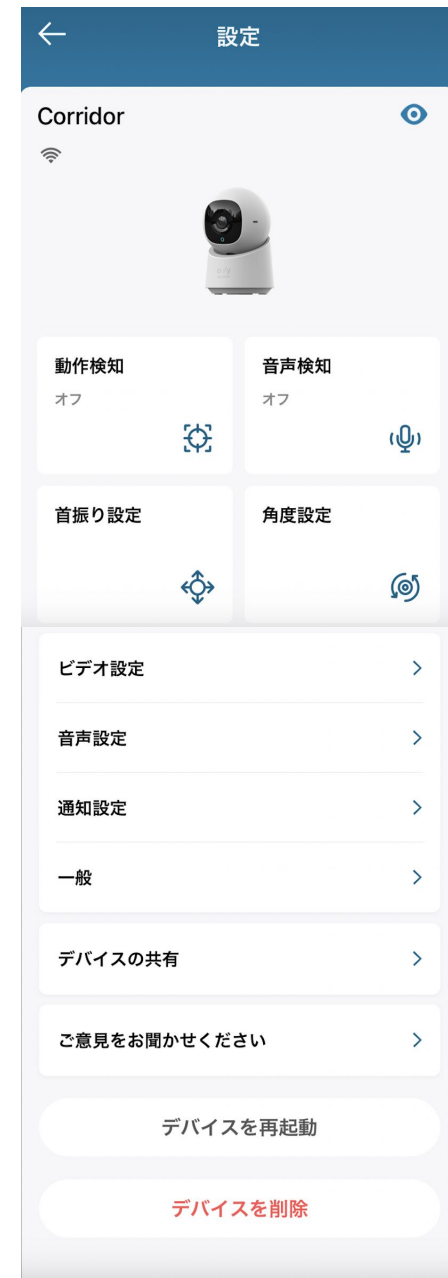 設定
Corridor
動作検知
オフ
音声検知
オフ
首振り設定
角度設定
ビデオ設定
音声設定
通知設定
一般
デバイスの共有
ご意見をお聞かせください
デバイスを再起動
デバイスを削除